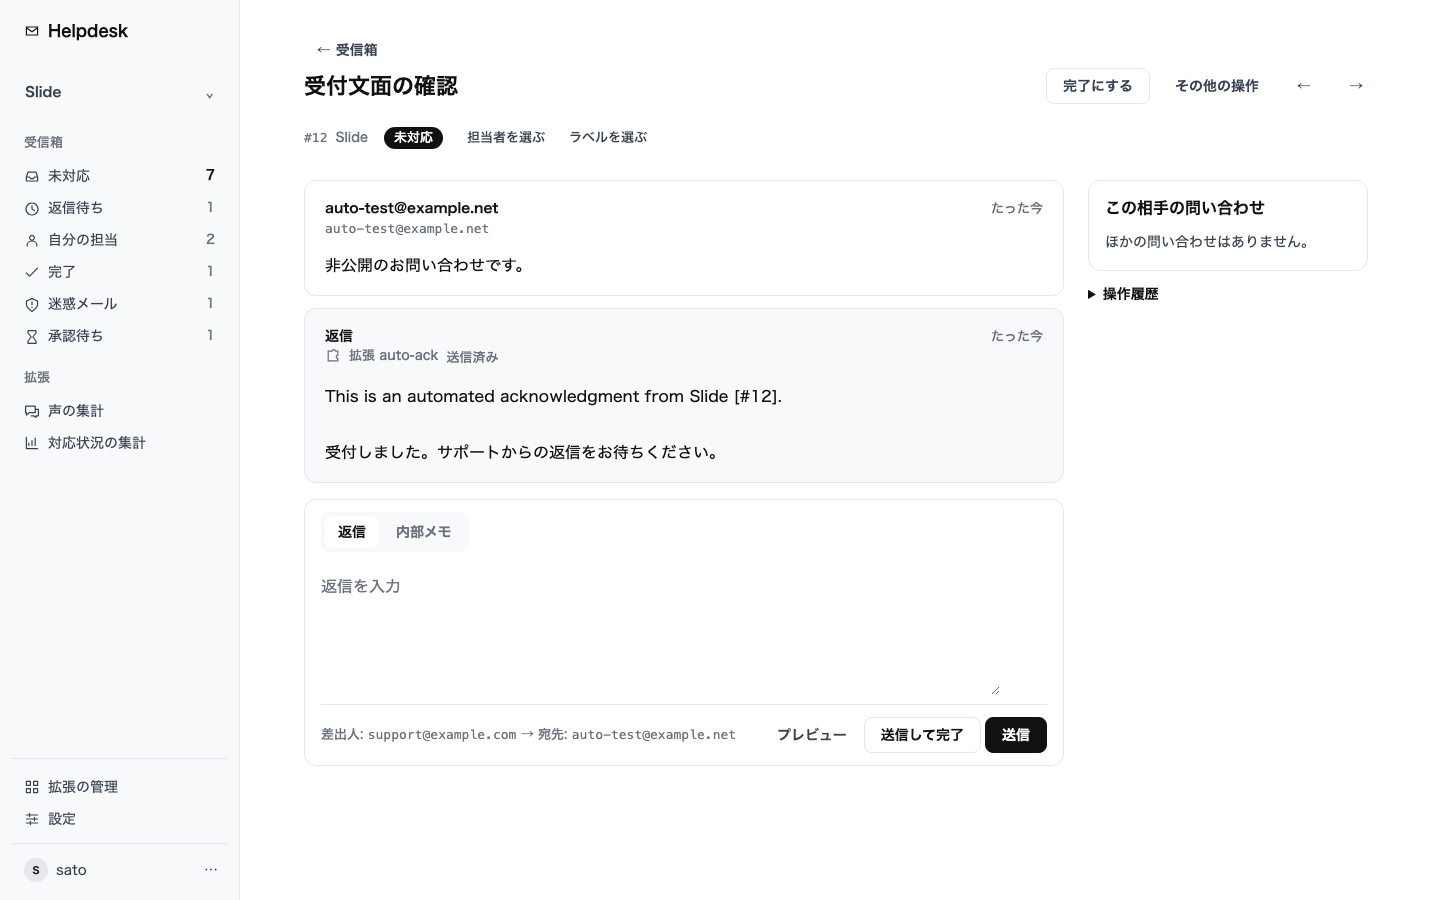 Helpdesk
Slide
受信箱
未対応 7
返信待ち 1
自分の担当 2
完了 1
迷惑メール 1
承認待ち 1
拡張
声の集計
対応状況の集計
拡張の管理
設定
S sato ...
← 受信箱
受付文面の確認
完了にする その他の操作 ← →
#12 Slide 未対応 担当者を選ぶ ラベルを選ぶ
auto-test@example.net たった今
auto-test@example.net
非公開のお問い合わせです。
返信 たった今
拡張 auto-ack 送信済み
This is an automated acknowledgment from Slide [#12].
受付しました。サポートからの返信をお待ちください。
返信 内部メモ
返信を入力
差出人: support@example.com → 宛先: auto-test@example.net プレビュー 送信して完了 送信
この相手の問い合わせ
ほかの問い合わせはありません。
▶ 操作履歴